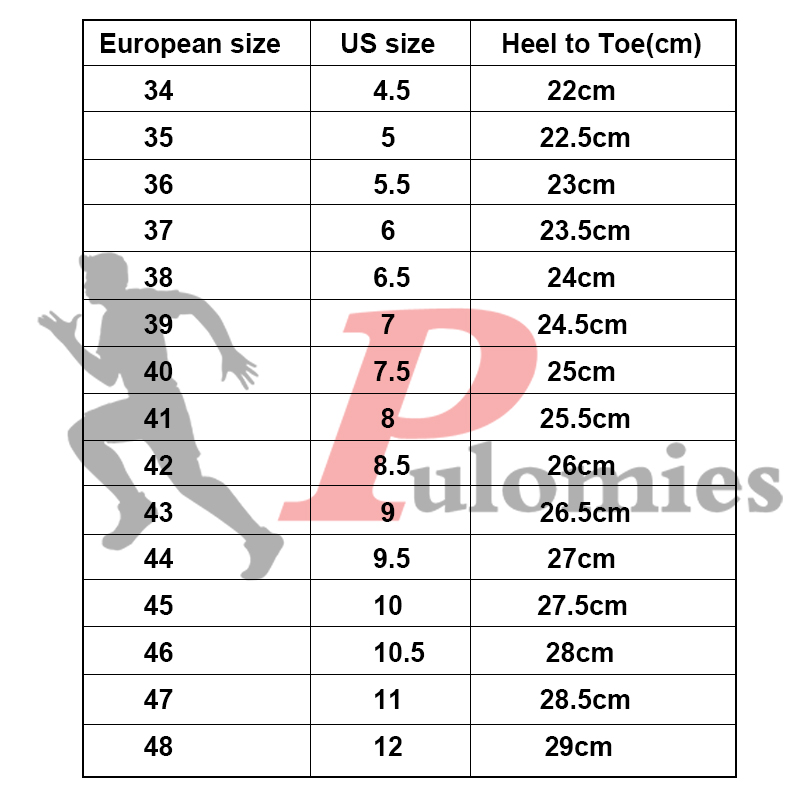 European size US size Heel to Toe(cm)
34 4.5 22cm
35 5 22.5cm
36 5.5 23cm
37 6 23.5cm
38 6.5 24cm
39 7 24.5cm
40 7.5 25cm
41 8 25.5cm
42 8.5 26cm
43 9 26.5cm
44 9.5 27cm
45 10 27.5cm
46 10.5 28cm
47 11 28.5cm
48 12 29cm
Pulomies